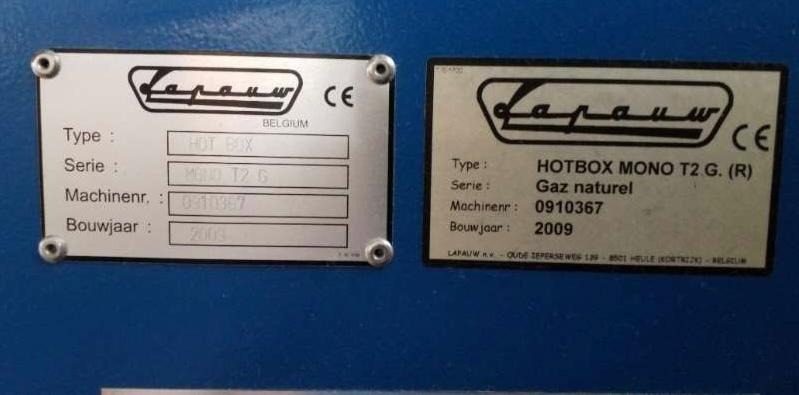 Lapauw CE
BELGIUM
Type : HOT BOX
Serie : MONO T2 G
Machinenr. : 0910367
Bouwjaar : 2009
Lapauw CE
Type : HOTBOX MONO T2 G. (R)
Serie : Gaz naturel
Machinenr : 0910367
Bouwjaar : 2009
LAPAUW n.v. - OUDE IEPERSEWEG 139 - 8501 HEULE (KORTRIJK) - BELGIUM